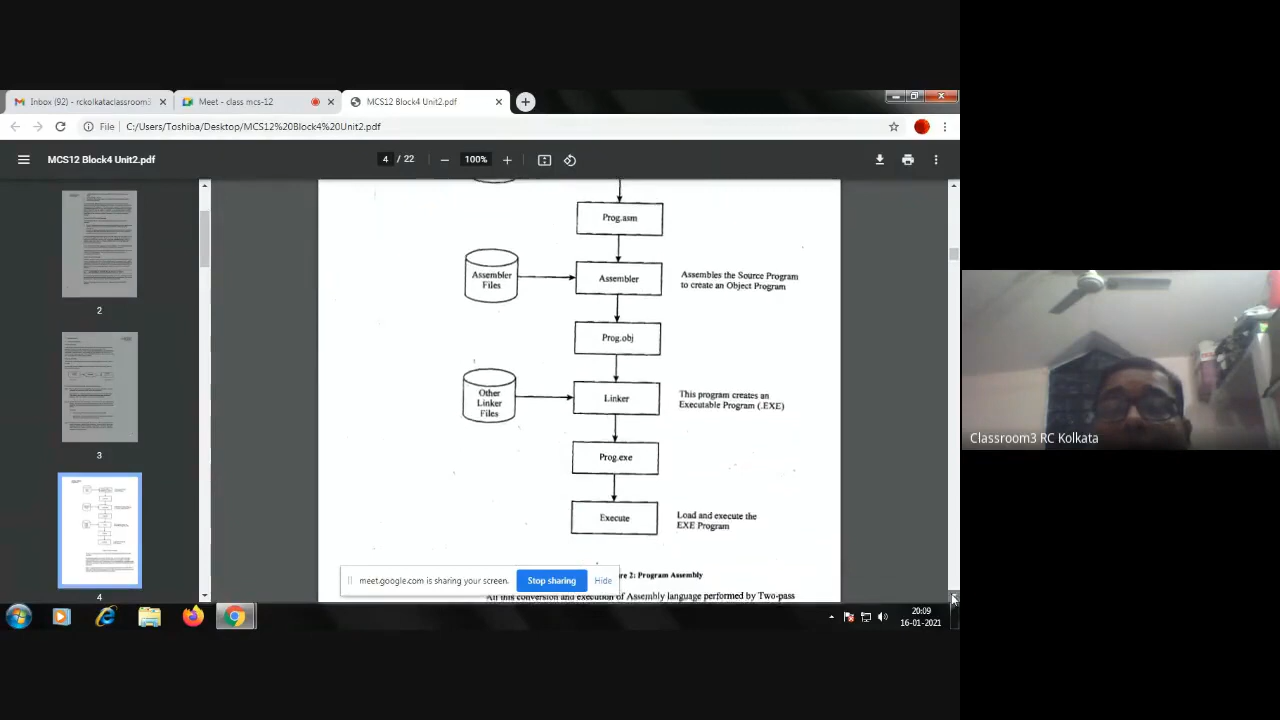 Inbox (92) - rckolkataclassroom3
Meet - class mcs-12
MCS12 Block4 Unit2.pdf
File
C:/Users/Toshiba/Desktop/MCS12%20Block4%20Unit2.pdf
MCS12 Block4 Unit2.pdf
4 / 22
100%
2
3
4
Prog.asm
Assembler
Files
Assembler
Assembles the Source Program
to create an Object Program
Prog.obj
Other
Linker
Files
Linker
This program creates an
Executable Program (.EXE)
Prog.exe
Execute
Load and execute the
EXE Program
meet.google.com is sharing your screen.
Stop sharing
Hide
re 2: Program Assembly
All this conversion and execution of Assembly language performed by Two-pass
20:09
16-01-2021
Classroom3 RC Kolkata